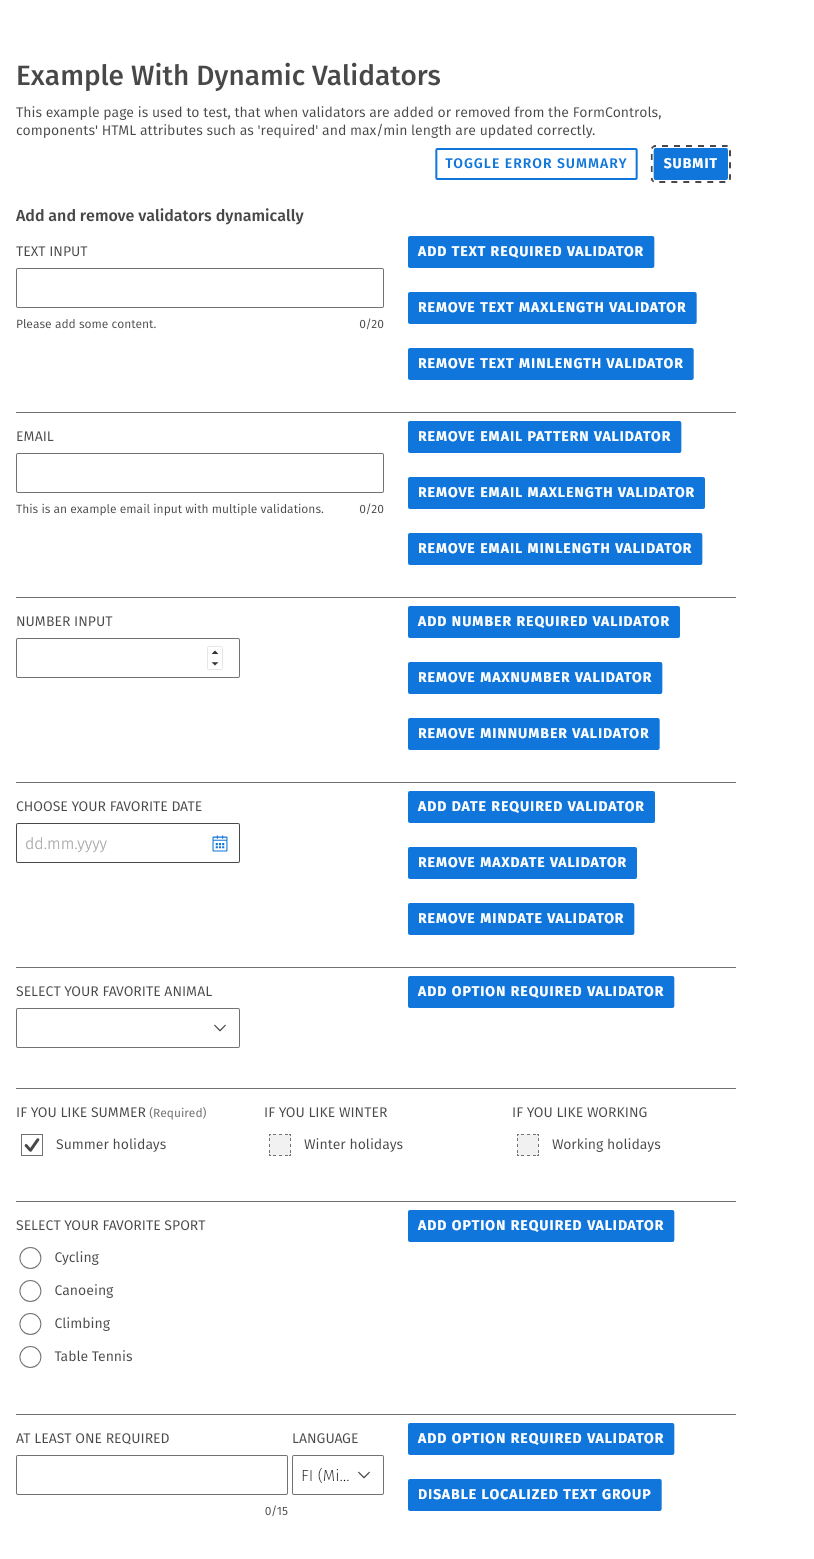 Example With Dynamic Validators
This example page is used to test, that when validators are added or removed from the FormControls,
components' HTML attributes such as 'required' and max/min length are updated correctly.
TOGGLE ERROR SUMMARY
SUBMIT
Add and remove validators dynamically
TEXT INPUT
Please add some content.
0/20
ADD TEXT REQUIRED VALIDATOR
REMOVE TEXT MAXLENGTH VALIDATOR
REMOVE TEXT MINLENGTH VALIDATOR
EMAIL
This is an example email input with multiple validations.
0/20
REMOVE EMAIL PATTERN VALIDATOR
REMOVE EMAIL MAXLENGTH VALIDATOR
REMOVE EMAIL MINLENGTH VALIDATOR
NUMBER INPUT
ADD NUMBER REQUIRED VALIDATOR
REMOVE MAXNUMBER VALIDATOR
REMOVE MINNUMBER VALIDATOR
CHOOSE YOUR FAVORITE DATE
dd.mm.yyyy
ADD DATE REQUIRED VALIDATOR
REMOVE MAXDATE VALIDATOR
REMOVE MINDATE VALIDATOR
SELECT YOUR FAVORITE ANIMAL
ADD OPTION REQUIRED VALIDATOR
IF YOU LIKE SUMMER (Required)
Summer holidays
IF YOU LIKE WINTER
Winter holidays
IF YOU LIKE WORKING
Working holidays
SELECT YOUR FAVORITE SPORT
Cycling
Canoeing
Climbing
Table Tennis
ADD OPTION REQUIRED VALIDATOR
AT LEAST ONE REQUIRED
0/15
LANGUAGE
FI (Mi...
ADD OPTION REQUIRED VALIDATOR
DISABLE LOCALIZED TEXT GROUP